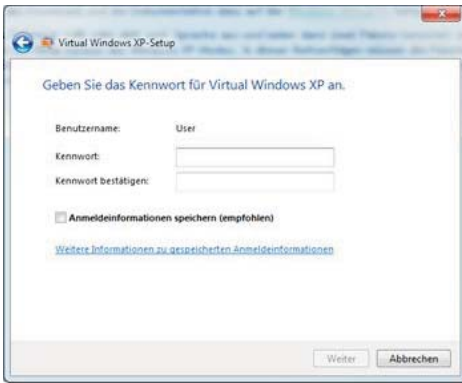 Virtual Windows XP-Setup
Geben Sie das Kennwort für Virtual Windows XP an.
Benutzername: User
Kennwort:
Kennwort bestätigen:
Anmeldeinformationen speichern (empfohlen)
Weitere Informationen zu gespeicherten Anmeldeinformationen
Weiter Abbrechen